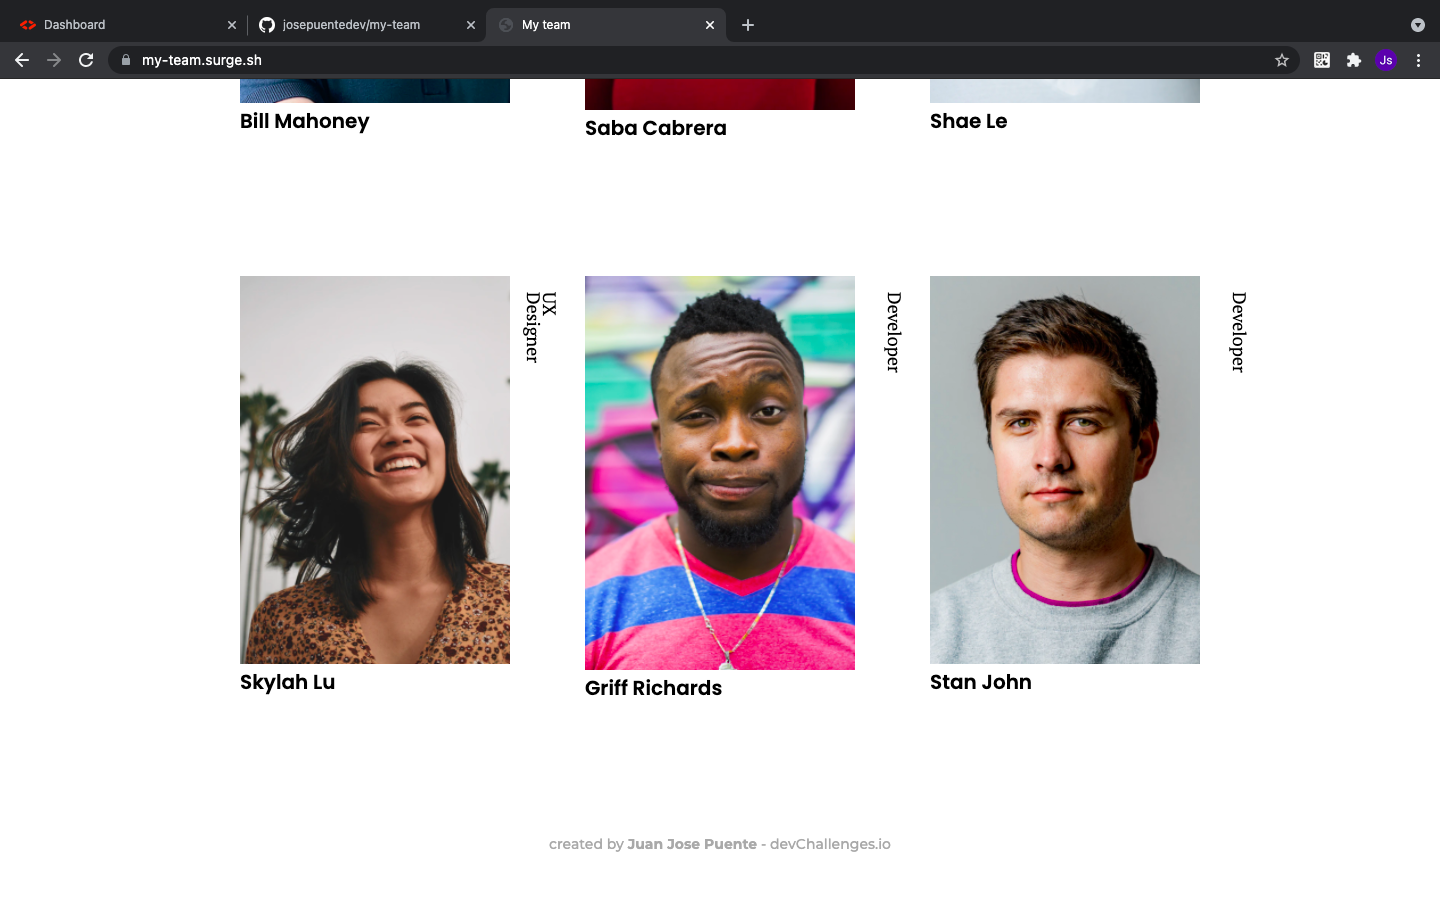 Dashboard
josepuentedev/my-team
My team
my-team.surge.sh
Js
Bill Mahoney
Saba Cabrera
Shae Le
UX
Designer
Developer
Developer
Skylah Lu
Griff Richards
Stan John
created by Juan Jose Puente - devChallenges.io